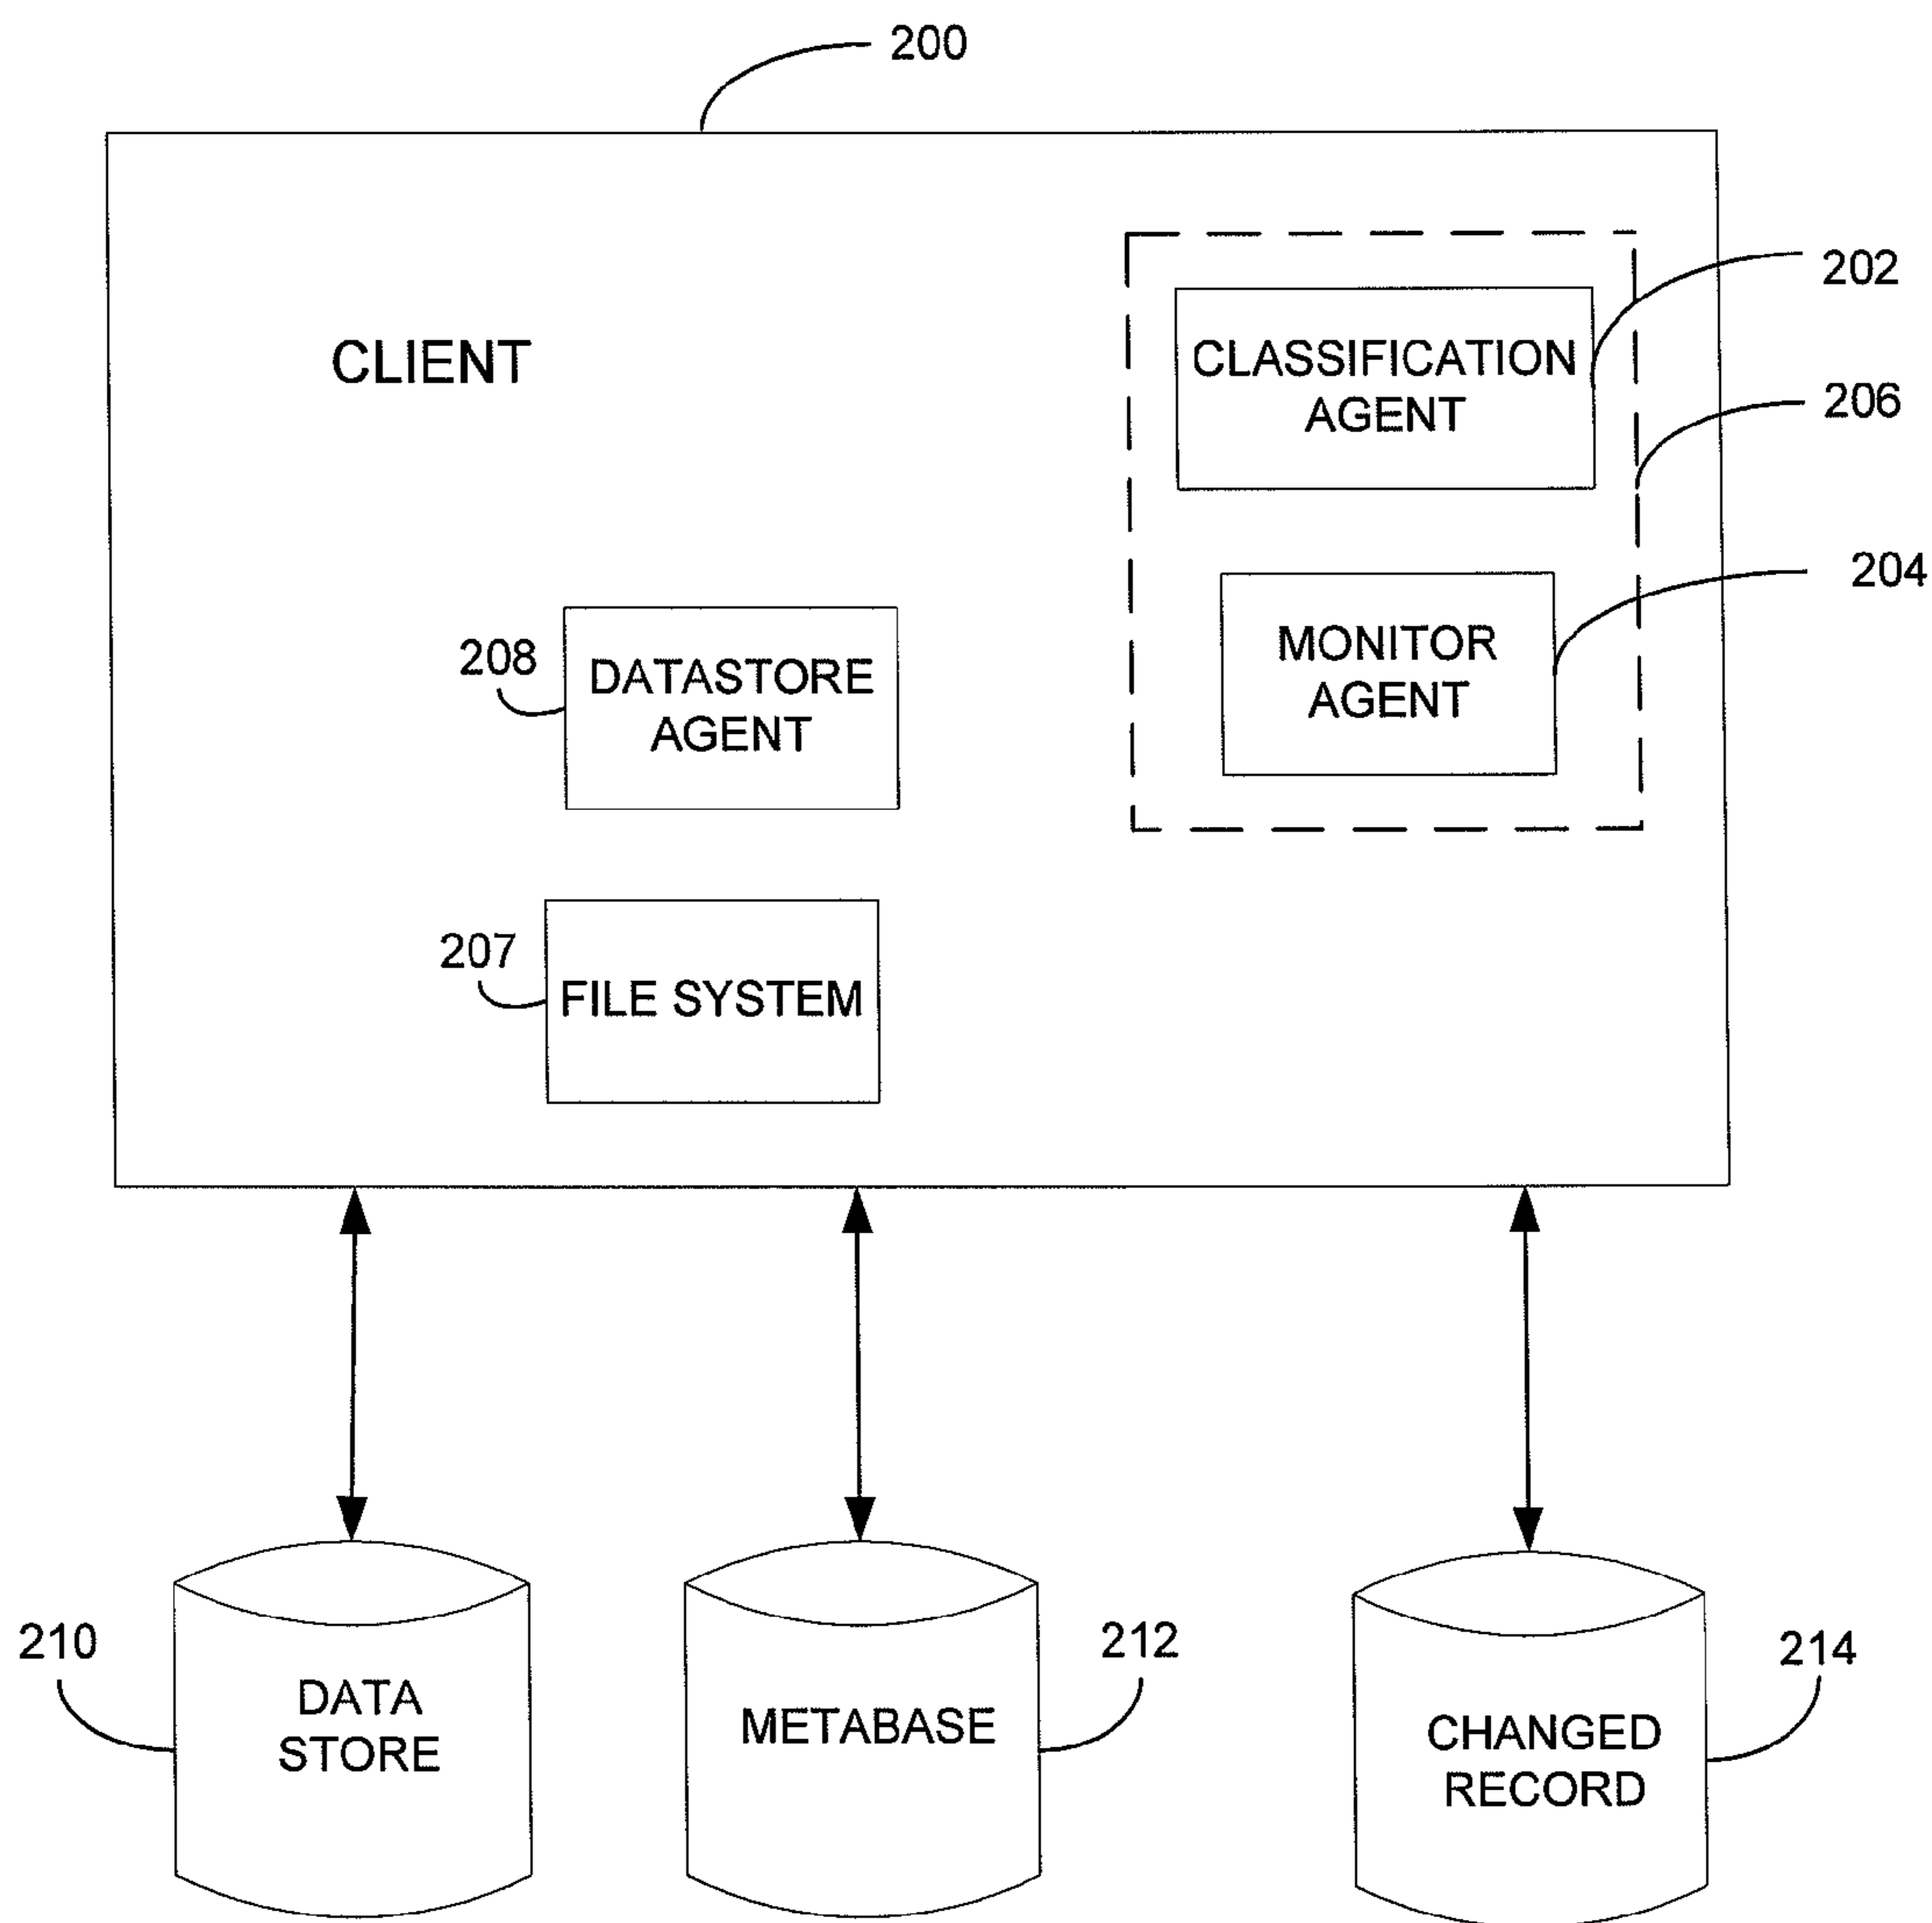 200
202
CLIENT
CLASSIFICATION
AGENT
206
204
MONITOR
AGENT
208
DATASTORE
AGENT
207
FILE SYSTEM
210
DATA
STORE
212
METABASE
214
CHANGED
RECORD